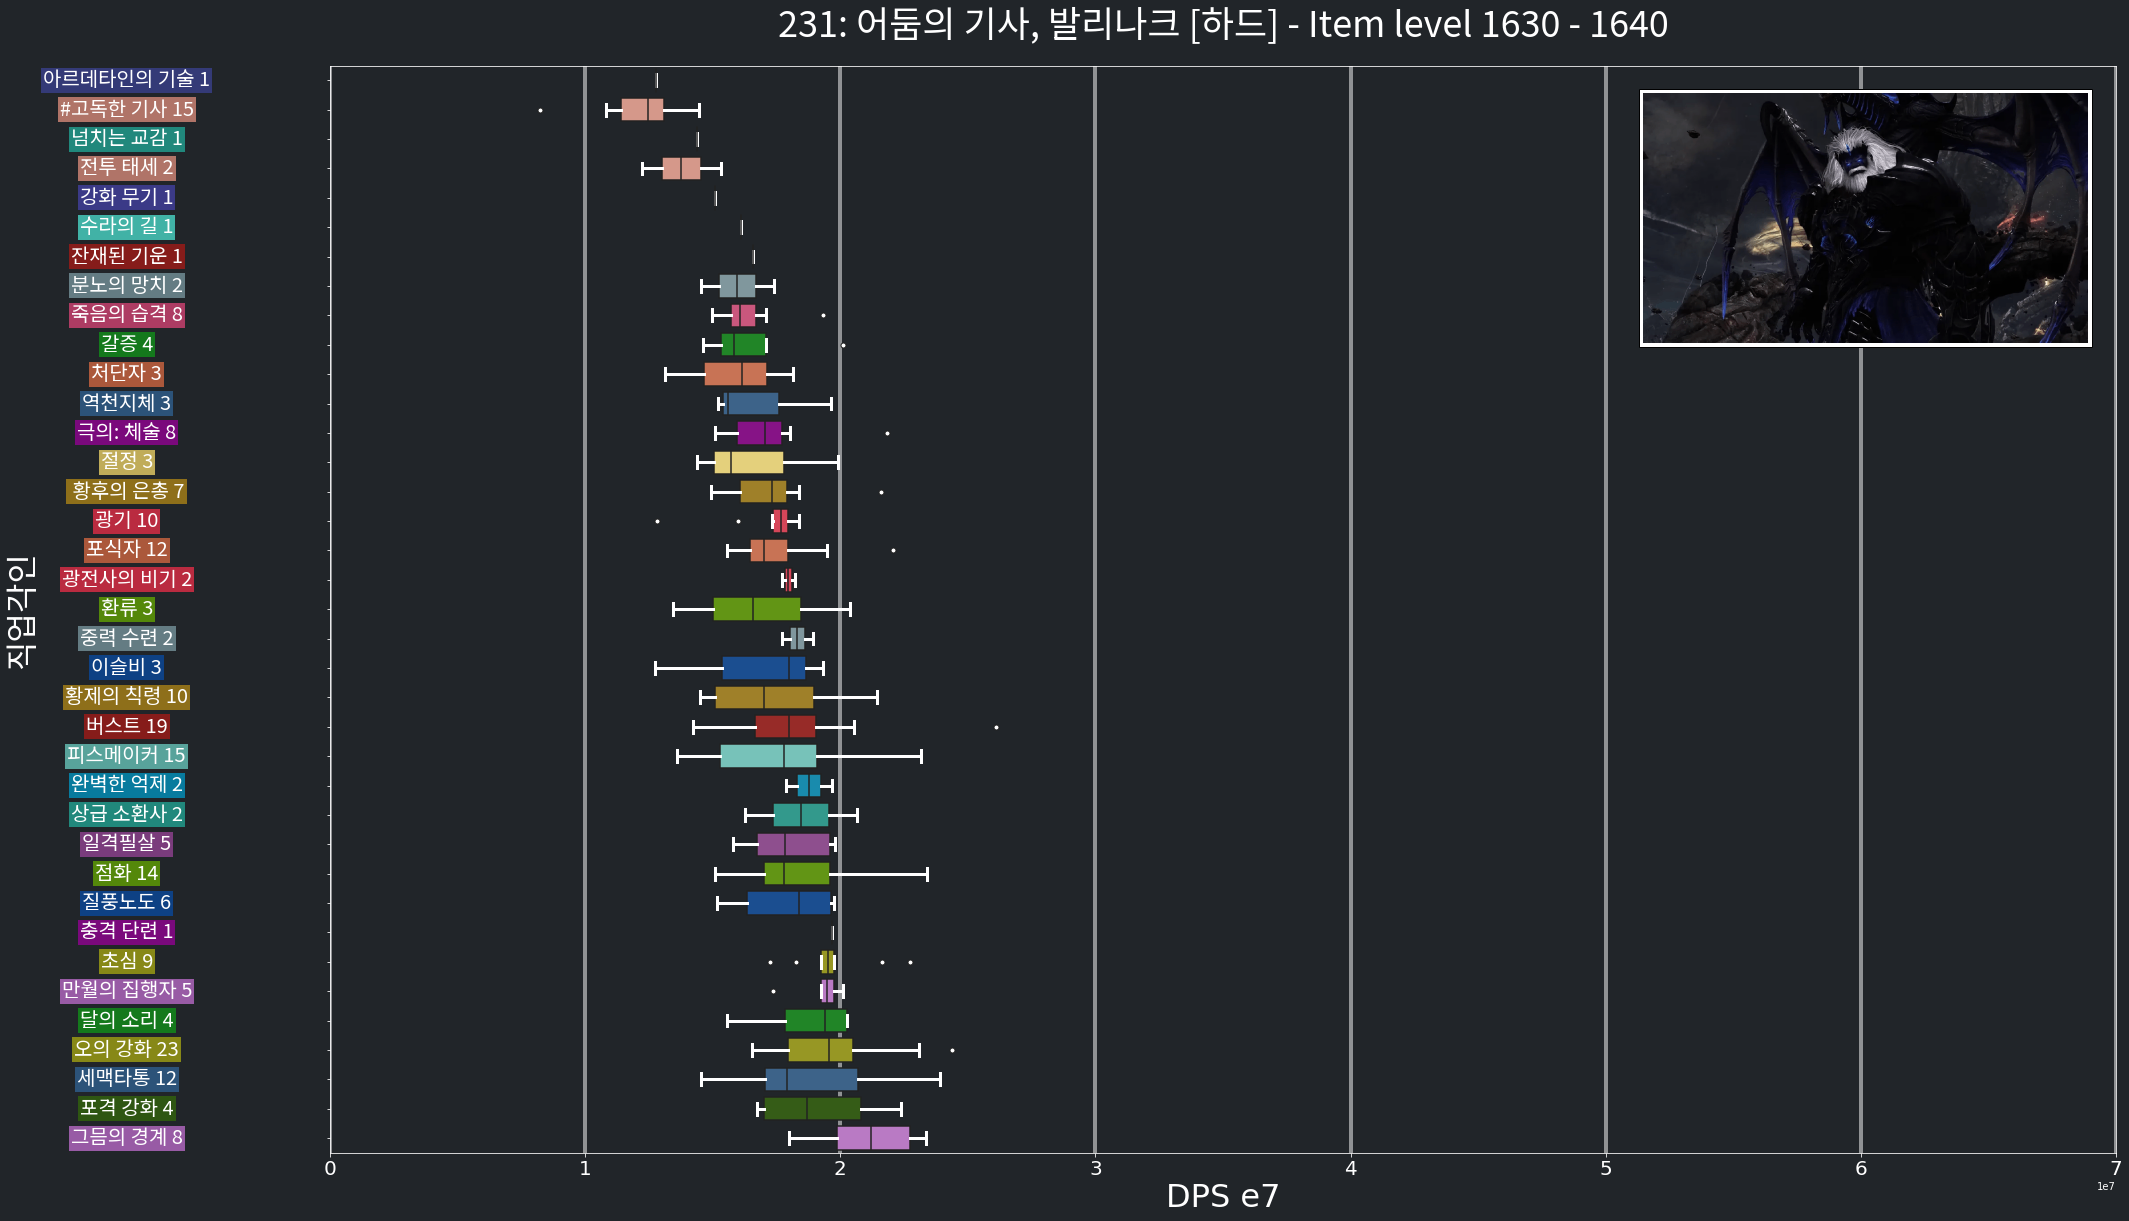 231: 어둠의 기사, 발리나크 [하드] - Item level 1630 - 1640
직업각인
아르데타인의 기술 1
#고독한 기사 15
넘치는 교감 1
전투 태세 2
강화 무기 1
수라의 길 1
잔재된 기운 1
분노의 망치 2
죽음의 습격 8
갈증 4
처단자 3
역천지체 3
극의: 체술 8
절정 3
황후의 은총 7
광기 10
포식자 12
광전사의 비기 2
환류 3
중력 수련 2
이슬비 3
황제의 칙령 10
버스트 19
피스메이커 15
완벽한 억제 2
상급 소환사 2
일격필살 5
점화 14
질풍노도 6
충격 단련 1
초심 9
만월의 집행자 5
달의 소리 4
오의 강화 23
세맥타통 12
포격 강화 4
그믐의 경계 8
0 1 2 3 4 5 6 7
1e7
DPS e7